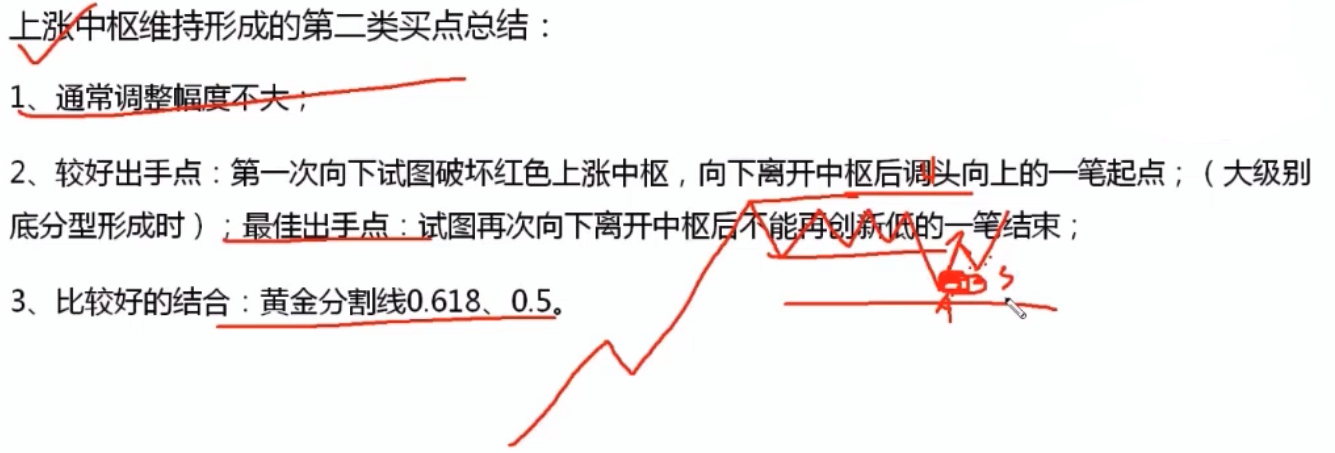 上涨中枢维持形成的第二类买点总结：
1、通常调整幅度不大；
2、较好出手点：第一次向下试图破坏红色上涨中枢，向下离开中枢后调头向上的一笔起点；（大级别
底分型形成时）；最佳出手点：试图再次向下离开中枢后不能再创新低的一笔结束；
3、比较好的结合：黄金分割线0.618、0.5。